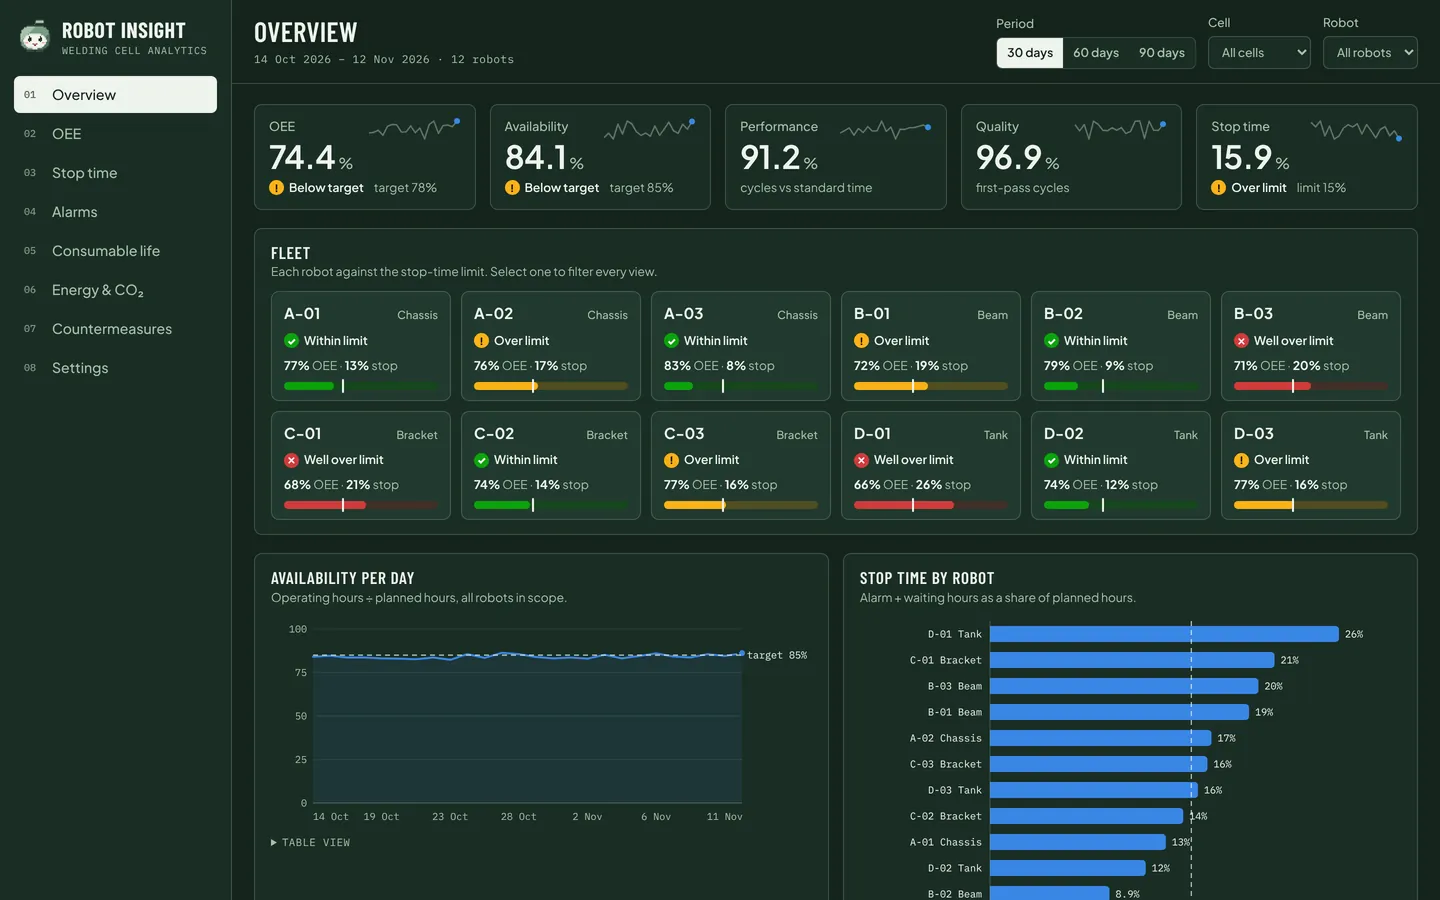 ROBOT INSIGHT
WELDING CELL ANALYTICS
01 Overview
02 OEE
03 Stop time
04 Alarms
05 Consumable life
06 Energy & CO₂
07 Countermeasures
08 Settings
OVERVIEW
14 Oct 2026 – 12 Nov 2026 · 12 robots
Period
30 days 60 days 90 days
Cell
All cells
Robot
All robots
OEE
74.4%
! Below target target 78%
Availability
84.1%
! Below target target 85%
Performance
91.2%
cycles vs standard time
Quality
96.9%
first-pass cycles
Stop time
15.9%
! Over limit limit 15%
FLEET
Each robot against the stop-time limit. Select one to filter every view.
A-01 Chassis
Within limit
77% OEE · 13% stop
A-02 Chassis
! Over limit
76% OEE · 17% stop
A-03 Chassis
Within limit
83% OEE · 8% stop
B-01 Beam
! Over limit
72% OEE · 19% stop
B-02 Beam
Within limit
79% OEE · 9% stop
B-03 Beam
Well over limit
71% OEE · 20% stop
C-01 Bracket
Well over limit
68% OEE · 21% stop
C-02 Bracket
Within limit
74% OEE · 14% stop
C-03 Bracket
! Over limit
77% OEE · 16% stop
D-01 Tank
Well over limit
66% OEE · 26% stop
D-02 Tank
Within limit
74% OEE · 12% stop
D-03 Tank
! Over limit
77% OEE · 16% stop
AVAILABILITY PER DAY
Operating hours ÷ planned hours, all robots in scope.
100
75
50
25
0
target 85%
14 Oct 19 Oct 23 Oct 28 Oct 2 Nov 6 Nov 11 Nov
▶ TABLE VIEW
STOP TIME BY ROBOT
Alarm + waiting hours as a share of planned hours.
D-01 Tank 26%
C-01 Bracket 21%
B-03 Beam 20%
B-01 Beam 19%
A-02 Chassis 17%
C-03 Bracket 16%
D-03 Tank 16%
C-02 Bracket 14%
A-01 Chassis 13%
D-02 Tank 12%
B-02 Beam 8.9%